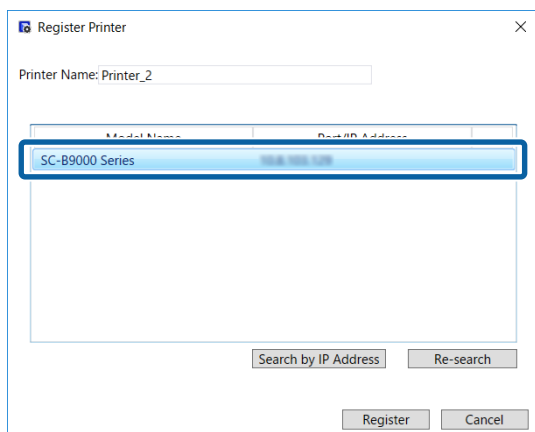 Register Printer
Printer Name: Printer_2
Model Name Port/IP Address
SC-B9000 Series
Search by IP Address Re-search
Register Cancel